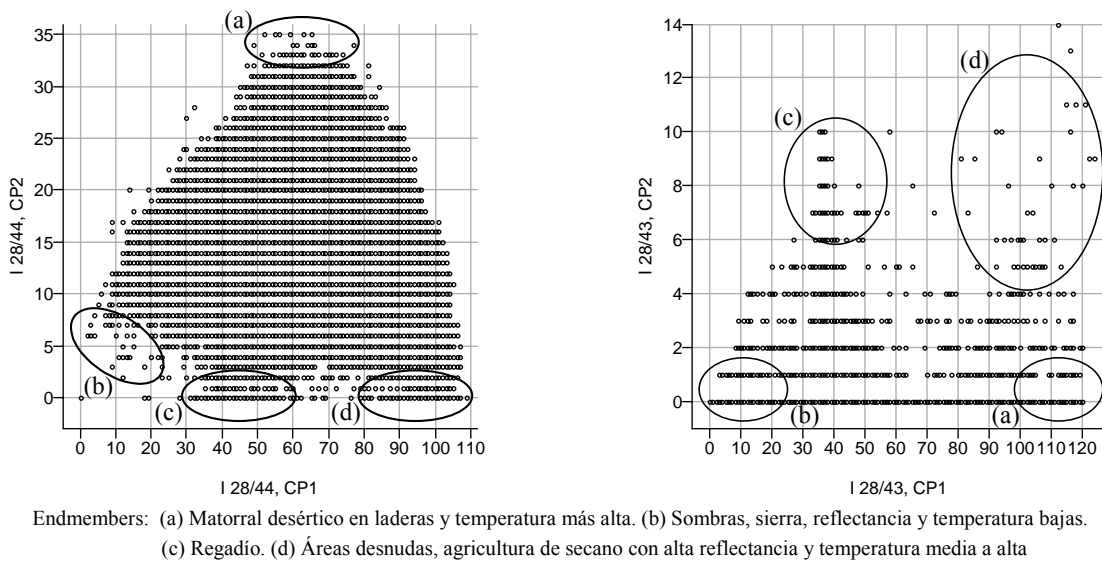 (a)
35
30
25
20
15
10
5
0
I 28/44, CP2
(b)
(c)
(d)
0 10 20 30 40 50 60 70 80 90 100 110
I 28/44, CP1
14
12
10
8
6
4
2
0
I 28/43, CP2
(d)
(c)
(b)
(a)
0 10 20 30 40 50 60 70 80 90 100 110 120
I 28/43, CP1
Endmembers: (a) Matorral desértico en laderas y temperatura más alta. (b) Sombras, sierra, reflectancia y temperatura bajas.
(c) Regadío. (d) Áreas desnudas, agricultura de secano con alta reflectancia y temperatura media a alta